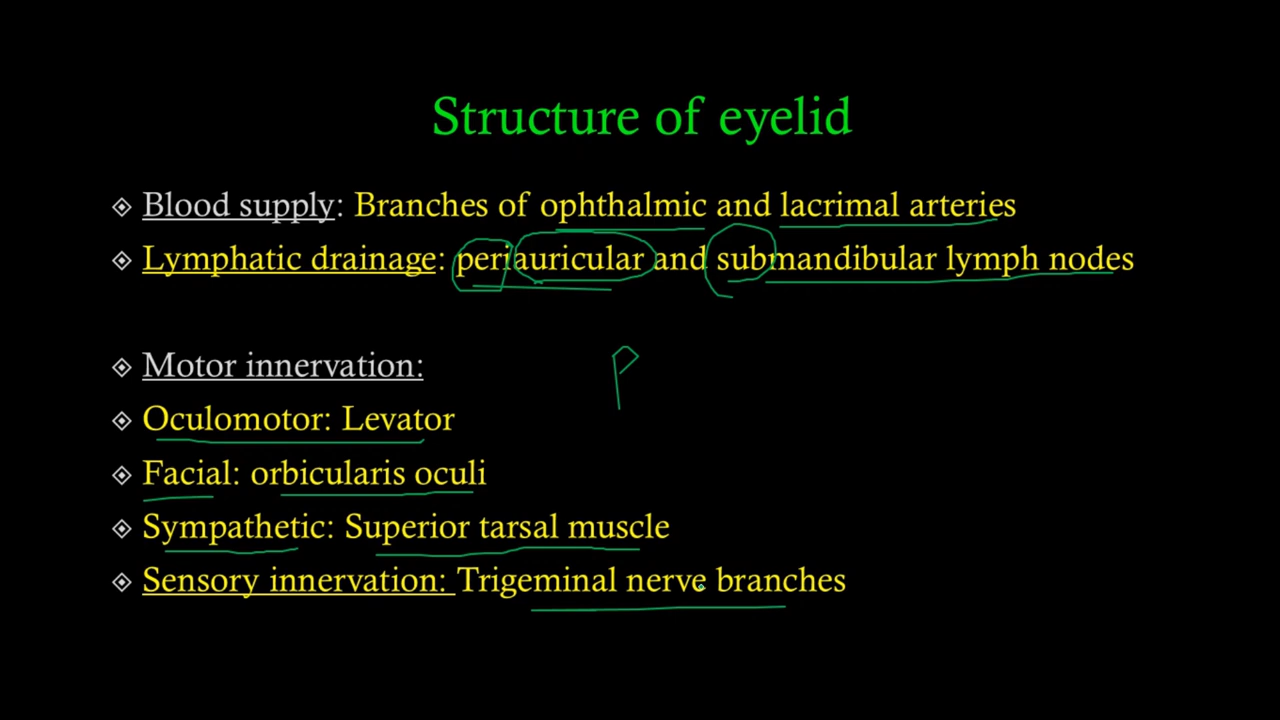 Structure of eyelid
Blood supply: Branches of ophthalmic and lacrimal arteries
Lymphatic drainage: periauricular and submandibular lymph nodes
Motor innervation:
P
Oculomotor: Levator
Facial: orbicularis oculi
Sympathetic: Superior tarsal muscle
Sensory innervation: Trigeminal nerve branches